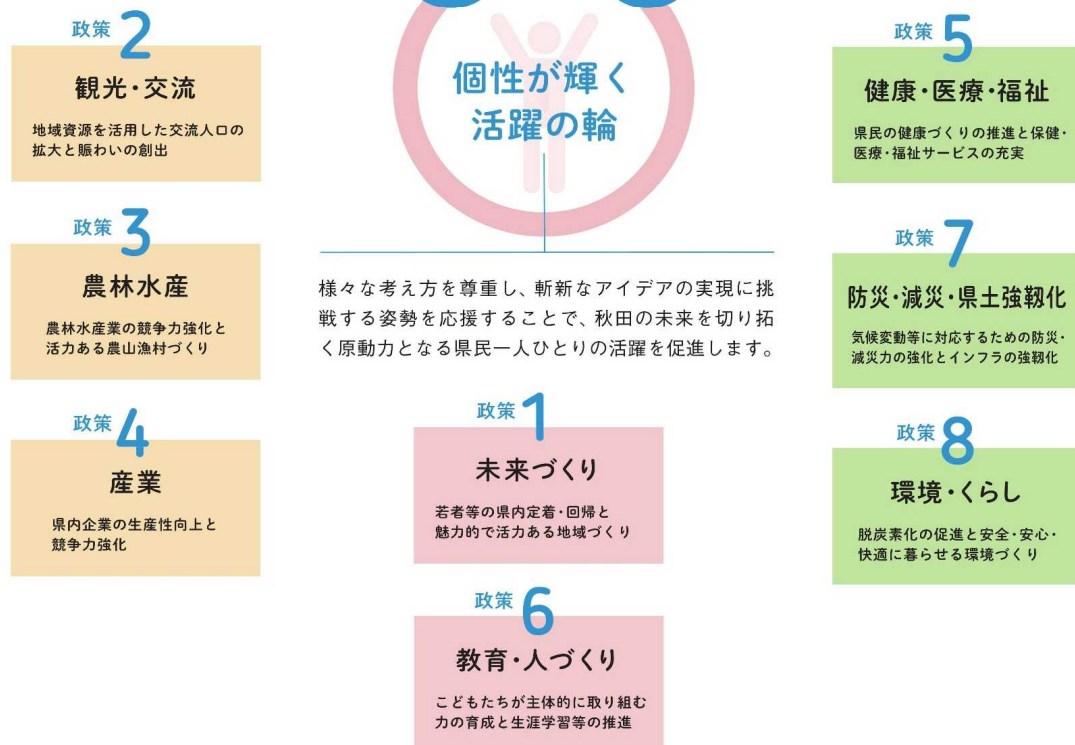 政策 2
観光・交流
地域資源を活用した交流人口の
拡大と賑わいの創出
政策 3
農林水産
農林水産業の競争力強化と
活力ある農山漁村づくり
政策 4
産業
県内企業の生産性向上と
競争力強化
個性が輝く
活躍の輪
様々な考え方を尊重し、斬新なアイデアの実現に挑
戦する姿勢を応援することで、秋田の未来を切り拓
く原動力となる県民一人ひとりの活躍を促進します。
政策 1
未来づくり
若者等の県内定着・回帰と
魅力的で活力ある地域づくり
政策 6
教育・人づくり
こどもたちが主体的に取り組む
力の育成と生涯学習等の推進
政策 5
健康・医療・福祉
県民の健康づくりの推進と保健・
医療・福祉サービスの充実
政策 7
防災・減災・県土強靱化
気候変動等に対応するための防災・
減災力の強化とインフラの強靱化
政策 8
環境・くらし
脱炭素化の促進と安全・安心・
快適に暮らせる環境づくり